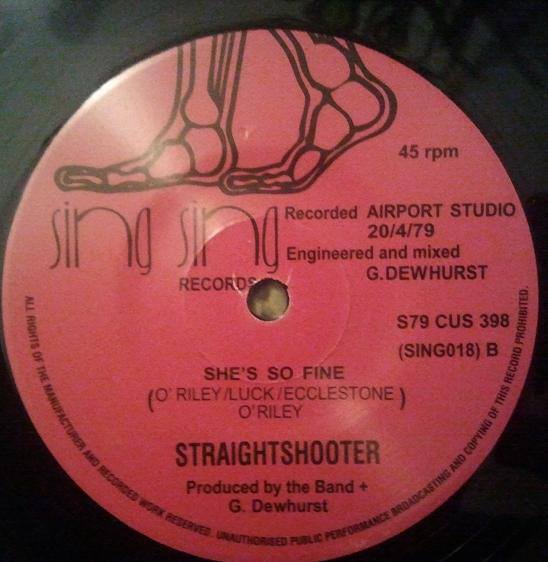 45 rpm
sing sing
RECORDS
Recorded AIRPORT STUDIO
20/4/79
Engineered and mixed
G.DEWHURST
S79 CUS 398
(SING018) B
SHE'S SO FINE
(O' RILEY/LUCK/ECCLESTONE)
O'RILEY
STRAIGHTSHOOTER
Produced by the Band +
G. Dewhurst
ALL RIGHTS OF THE MANUFACTURER AND RECORDED WORK RESERVED. UNAUTHORISED PUBLIC PERFORMANCE BROADCASTING AND COPYING OF THIS RECORD PROHIBITED.